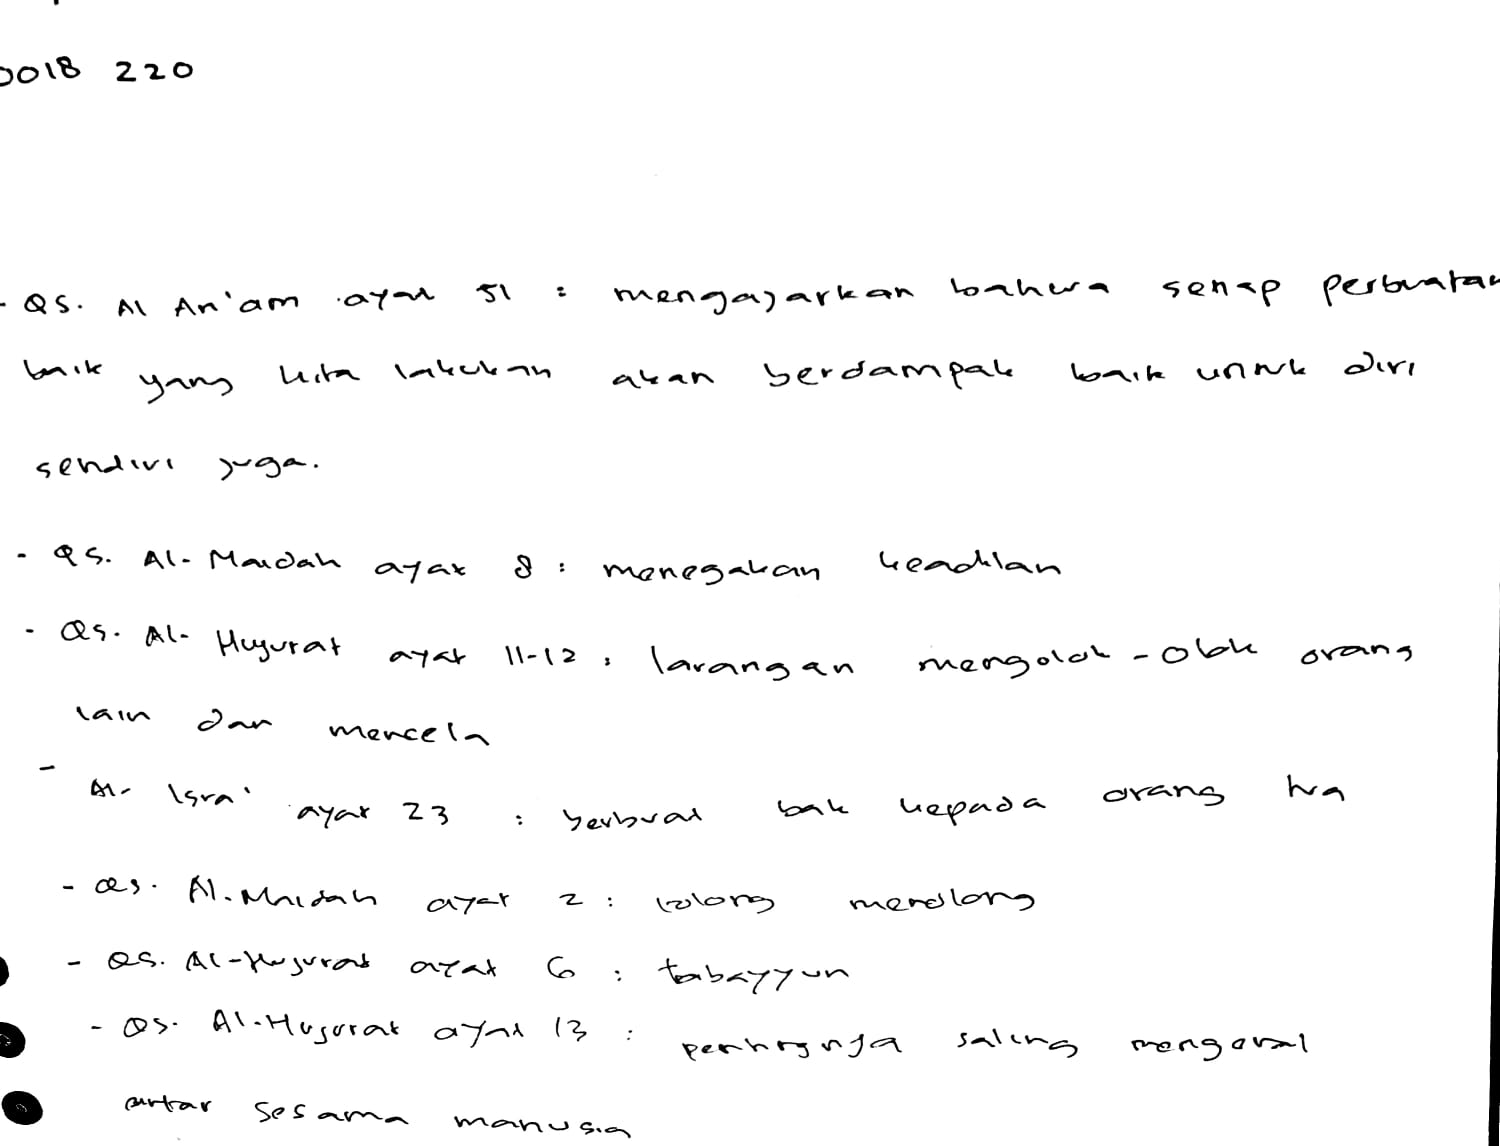 0018 220
- QS. Al An'am ayat 51 : mengajarkan bahwa setiap perbuatan
baik yang kita lakukan akan berdampak baik untuk diri
sendiri juga.
- QS. Al-Maidah ayat 8 : menegakan keadilan
- QS. Al-Hujurat ayat 11-12 : larangan mengolok-olok orang
lain dan mencela
- Al-Isra' ayat 23 : berbuat baik kepada orang tua
- QS. Al-Maidah ayat 2 : tolong menolong
- QS. Al-Hujurat ayat 6 : tabayyun
- QS. Al-Hujurat ayat 13 : pentingnya saling mengenal
antar sesama manusia